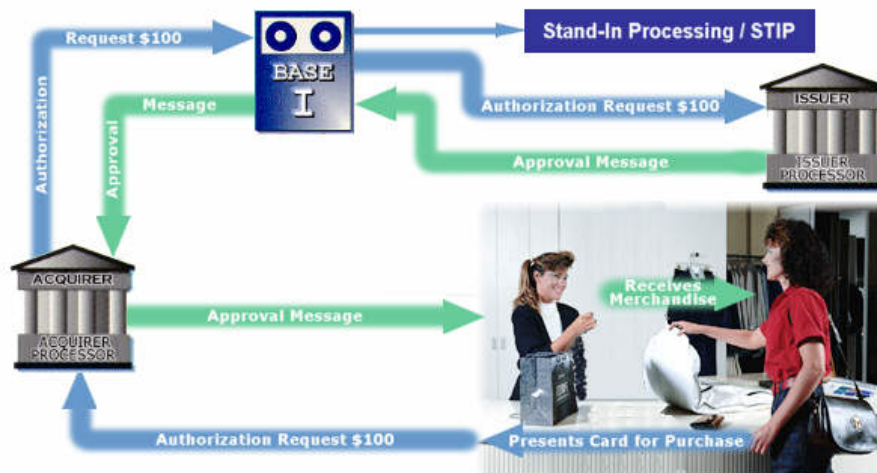 Request $100
Stand-In Processing / STIP
BASE
I
Message
Authorization Request $100
ISSUER
Authorization
Approval
Approval Message
ISSUER
PROCESSOR
ACQUIRER
Receives
Merchandise
Approval Message
ACQUIRER
PROCESSOR
Authorization Request $100
Presents Card for Purchase